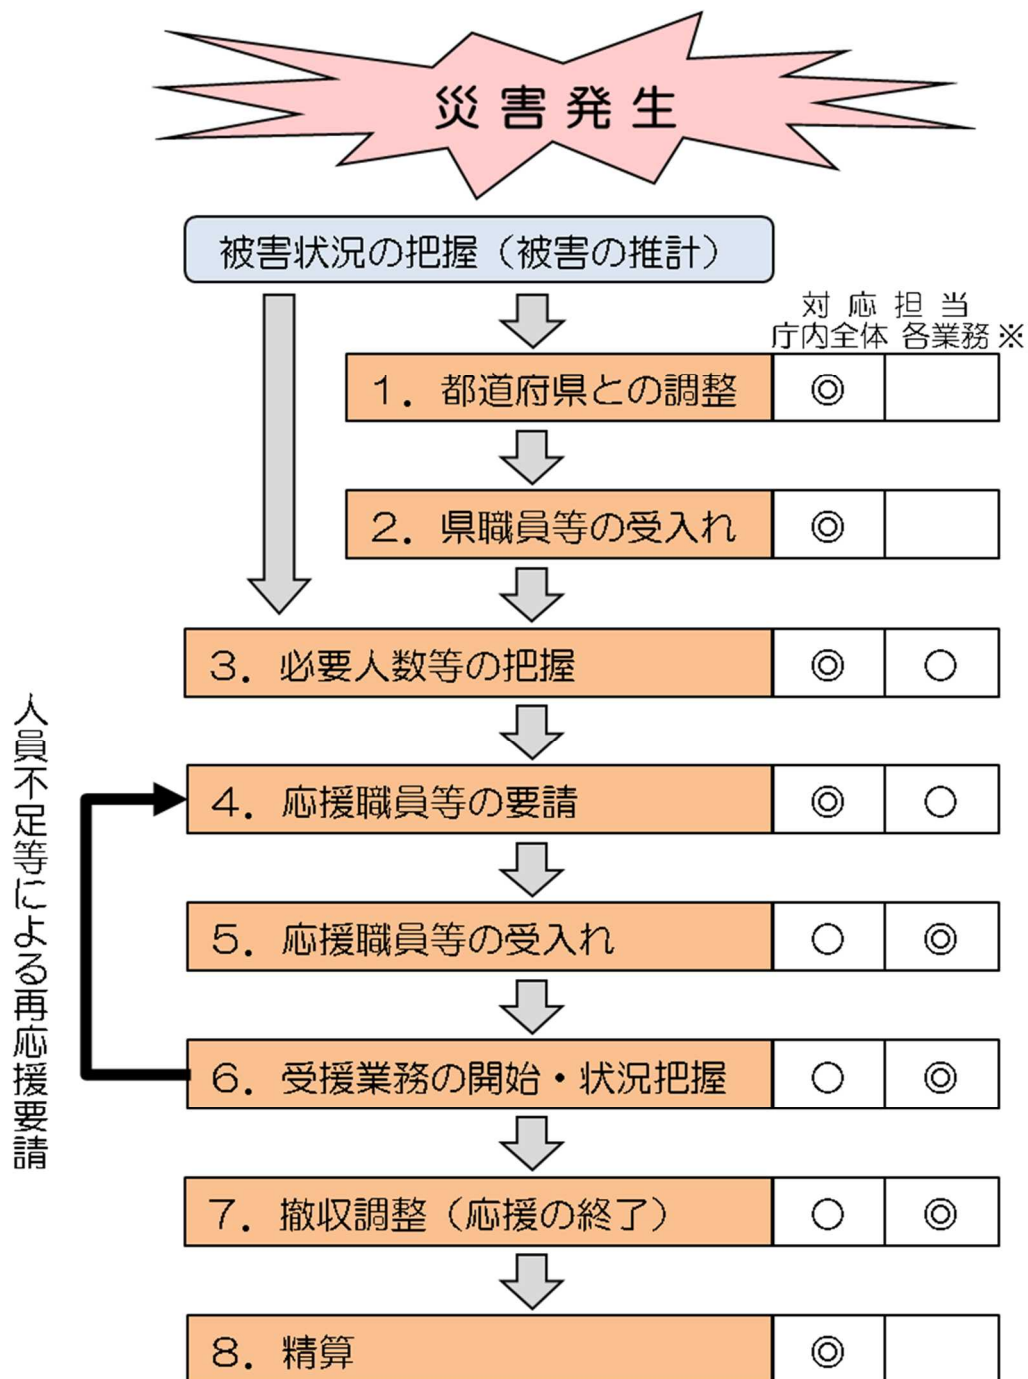 災害発生
被害状況の把握（被害の推計）
対応担当
庁内全体 各業務※
１．都道府県との調整 ◎
２．県職員等の受入れ ◎
３．必要人数等の把握 ◎ ○
４．応援職員等の要請 ◎ ○
５．応援職員等の受入れ ○ ◎
６．受援業務の開始・状況把握 ○ ◎
７．撤収調整（応援の終了） ○ ◎
８．精算 ◎
人員不足等による再応援要請